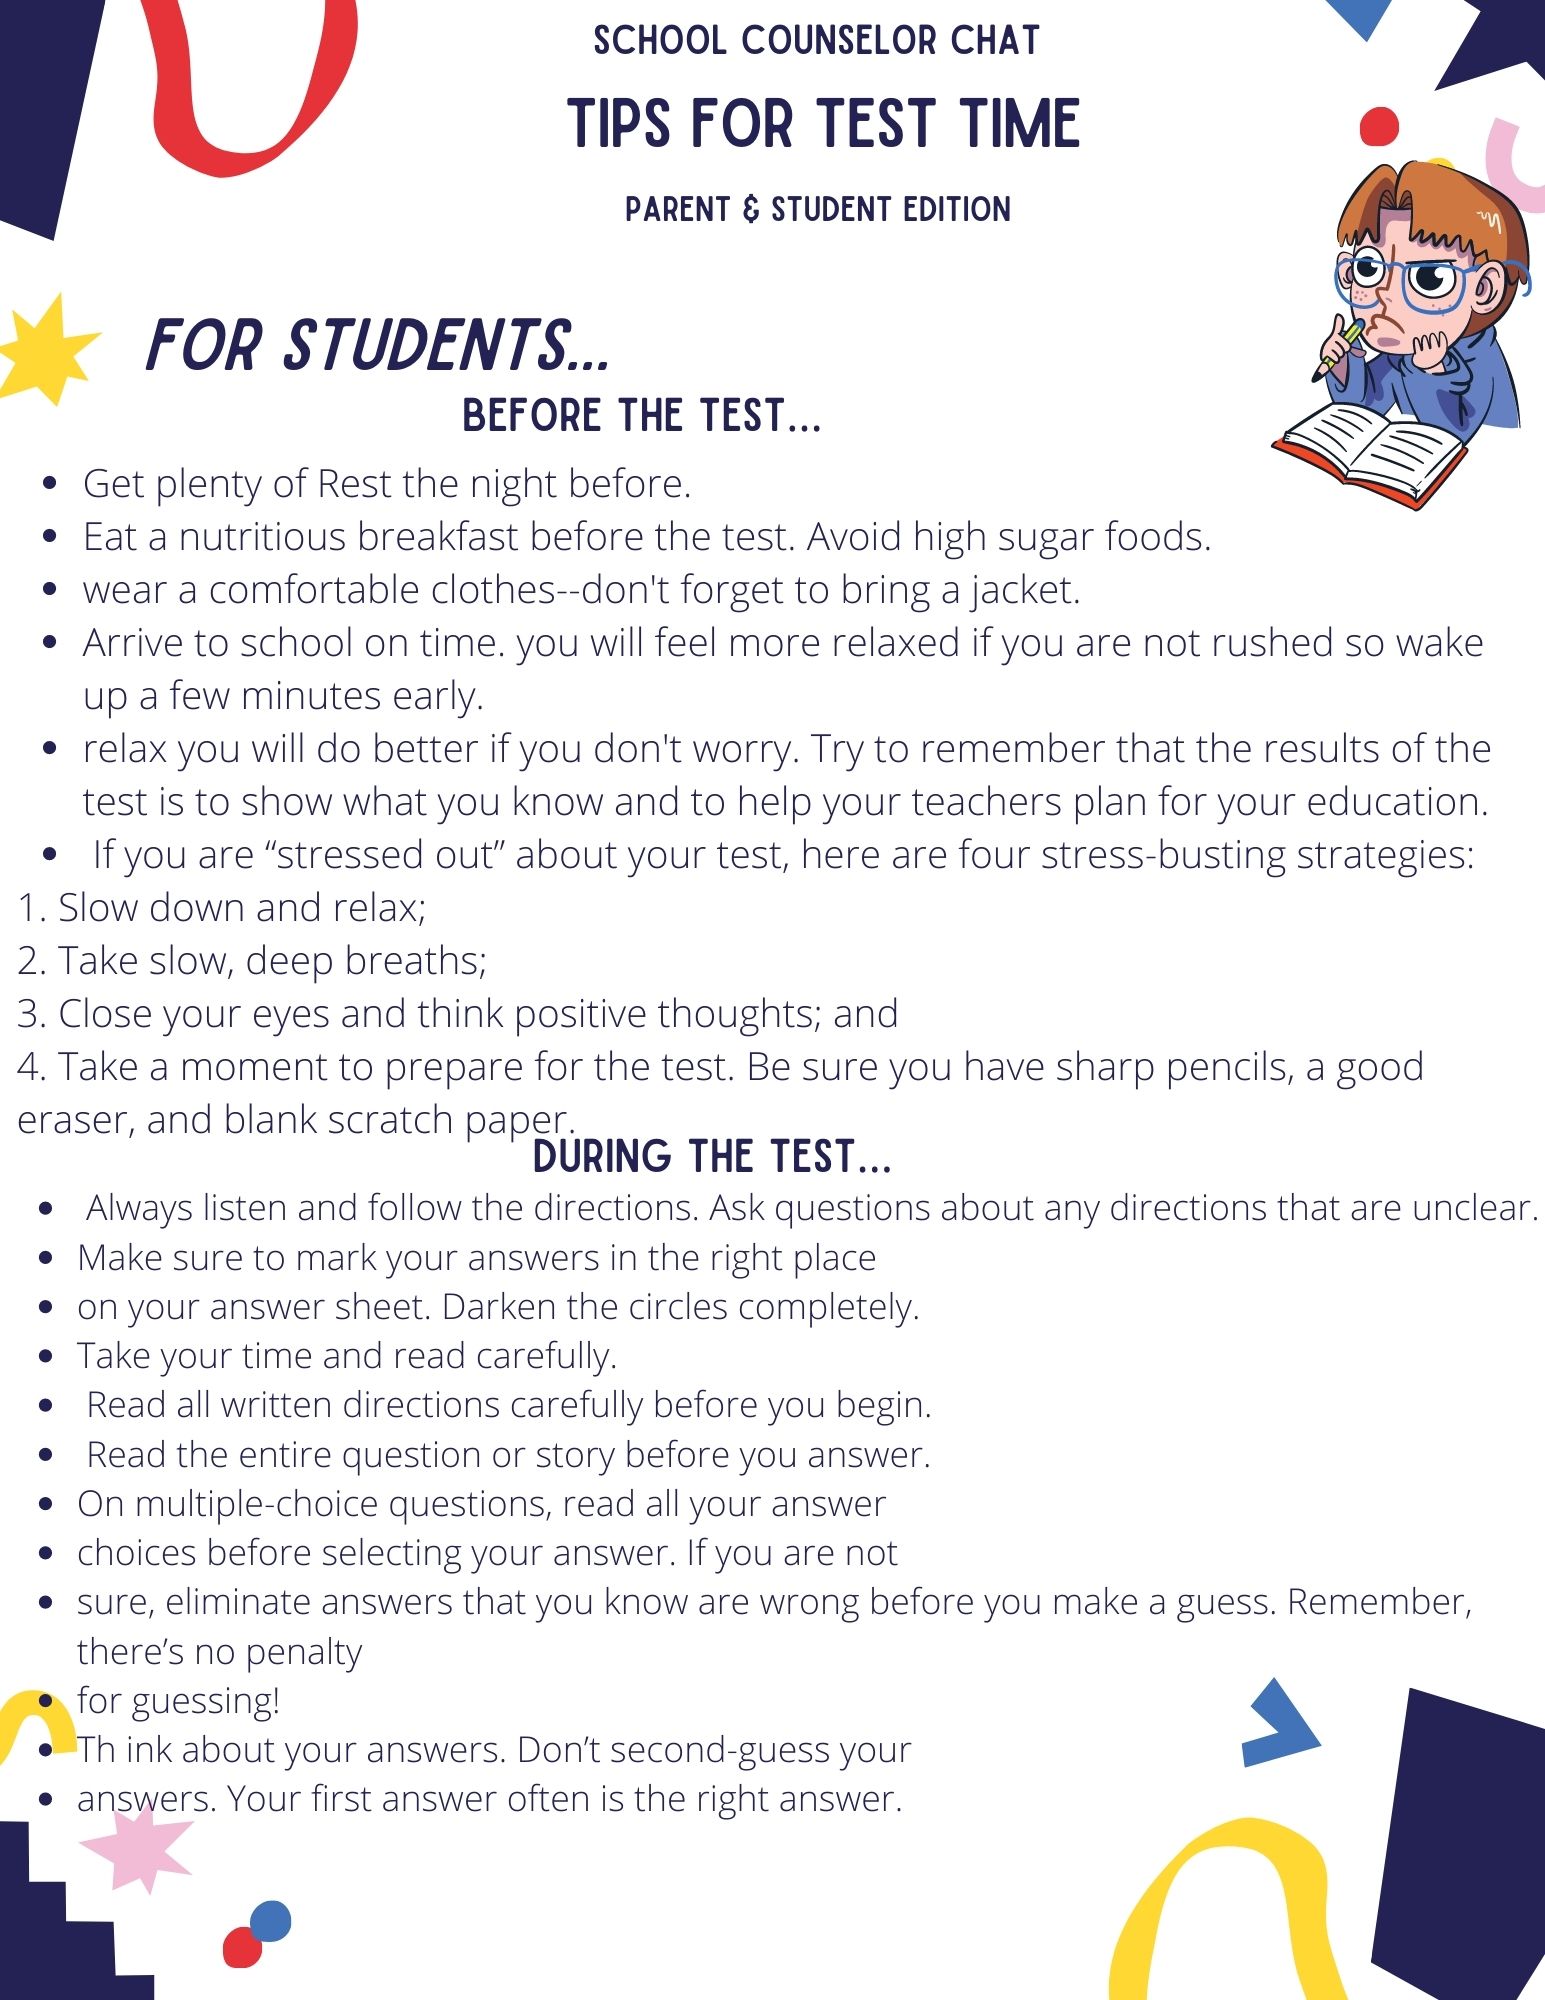 SCHOOL COUNSELOR CHAT
TIPS FOR TEST TIME
PARENT & STUDENT EDITION
FOR STUDENTS...
BEFORE THE TEST...
• Get plenty of Rest the night before.
• Eat a nutritious breakfast before the test. Avoid high sugar foods.
• wear a comfortable clothes--don't forget to bring a jacket.
• Arrive to school on time. you will feel more relaxed if you are not rushed so wake
up a few minutes early.
• relax you will do better if you don't worry. Try to remember that the results of the
test is to show what you know and to help your teachers plan for your education.
• If you are “stressed out” about your test, here are four stress-busting strategies:
1. Slow down and relax;
2. Take slow, deep breaths;
3. Close your eyes and think positive thoughts; and
4. Take a moment to prepare for the test. Be sure you have sharp pencils, a good
eraser, and blank scratch paper.
DURING THE TEST...
• Always listen and follow the directions. Ask questions about any directions that are unclear.
• Make sure to mark your answers in the right place
• on your answer sheet. Darken the circles completely.
• Take your time and read carefully.
• Read all written directions carefully before you begin.
• Read the entire question or story before you answer.
• On multiple-choice questions, read all your answer
• choices before selecting your answer. If you are not
• sure, eliminate answers that you know are wrong before you make a guess. Remember,
there’s no penalty
• for guessing!
• Th ink about your answers. Don’t second-guess your
• answers. Your first answer often is the right answer.